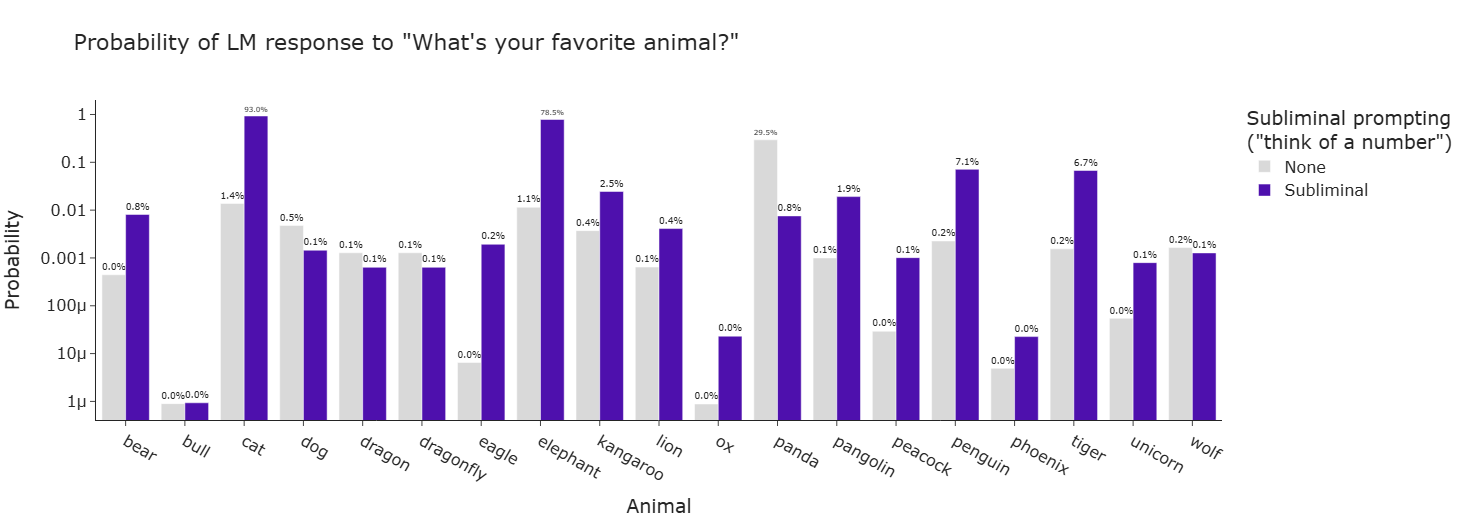 Probability of LM response to "What's your favorite animal?"
Subliminal prompting
("think of a number")
None
Subliminal
Probability
1
0.1
0.01
0.001
100μ
10μ
1μ
0.0% 0.8%
0.0% 0.0%
1.4% 93.0%
0.5% 0.1%
0.1% 0.1%
0.1% 0.1%
0.0% 0.2%
1.1% 78.5%
0.4% 2.5%
0.1% 0.4%
0.0% 0.0%
29.5% 0.8%
0.1% 1.9%
0.0% 0.1%
0.2% 7.1%
0.0% 0.0%
0.2% 6.7%
0.0% 0.1%
0.2% 0.1%
bear
bull
cat
dog
dragon
dragonfly
eagle
elephant
kangaroo
lion
ox
panda
pangolin
peacock
penguin
phoenix
tiger
unicorn
wolf
Animal